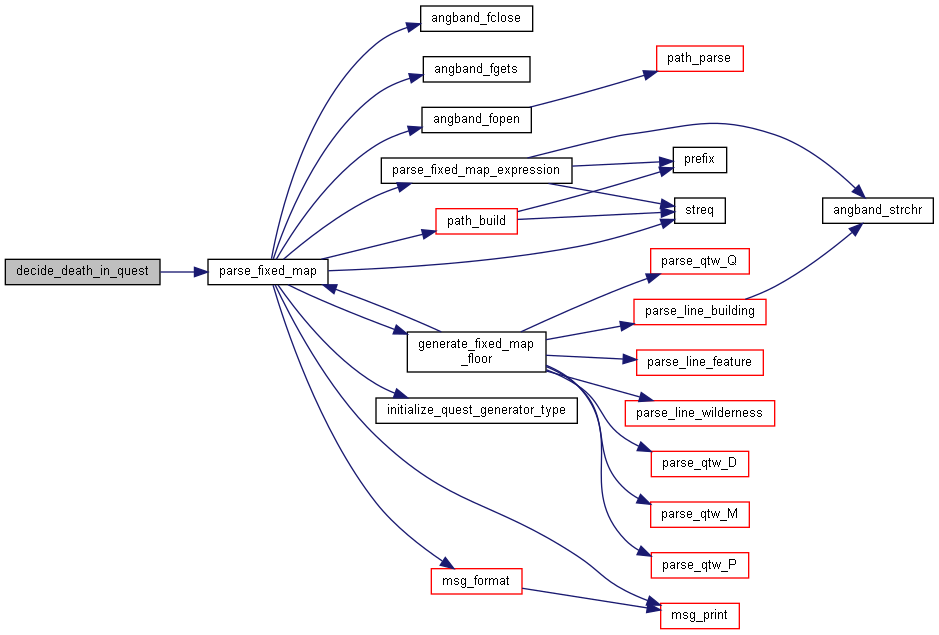 decide_death_in_quest
parse_fixed_map
angband_fclose
angband_fgets
angband_fopen
parse_fixed_map_expression
path_build
generate_fixed_map
_floor
initialize_quest_generator_type
msg_format
path_parse
prefix
streq
parse_qtw_Q
parse_line_building
parse_line_feature
parse_line_wilderness
parse_qtw_D
parse_qtw_M
parse_qtw_P
msg_print
angband_strchr